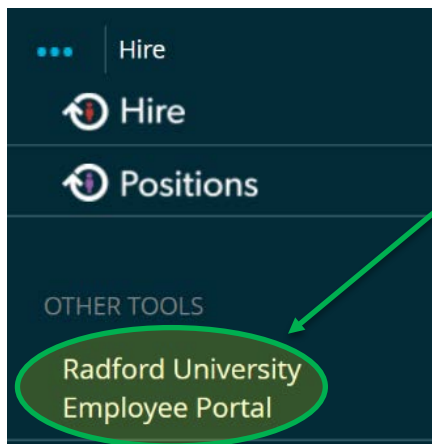 Hire
Hire
Positions
OTHER TOOLS
Radford University
Employee Portal